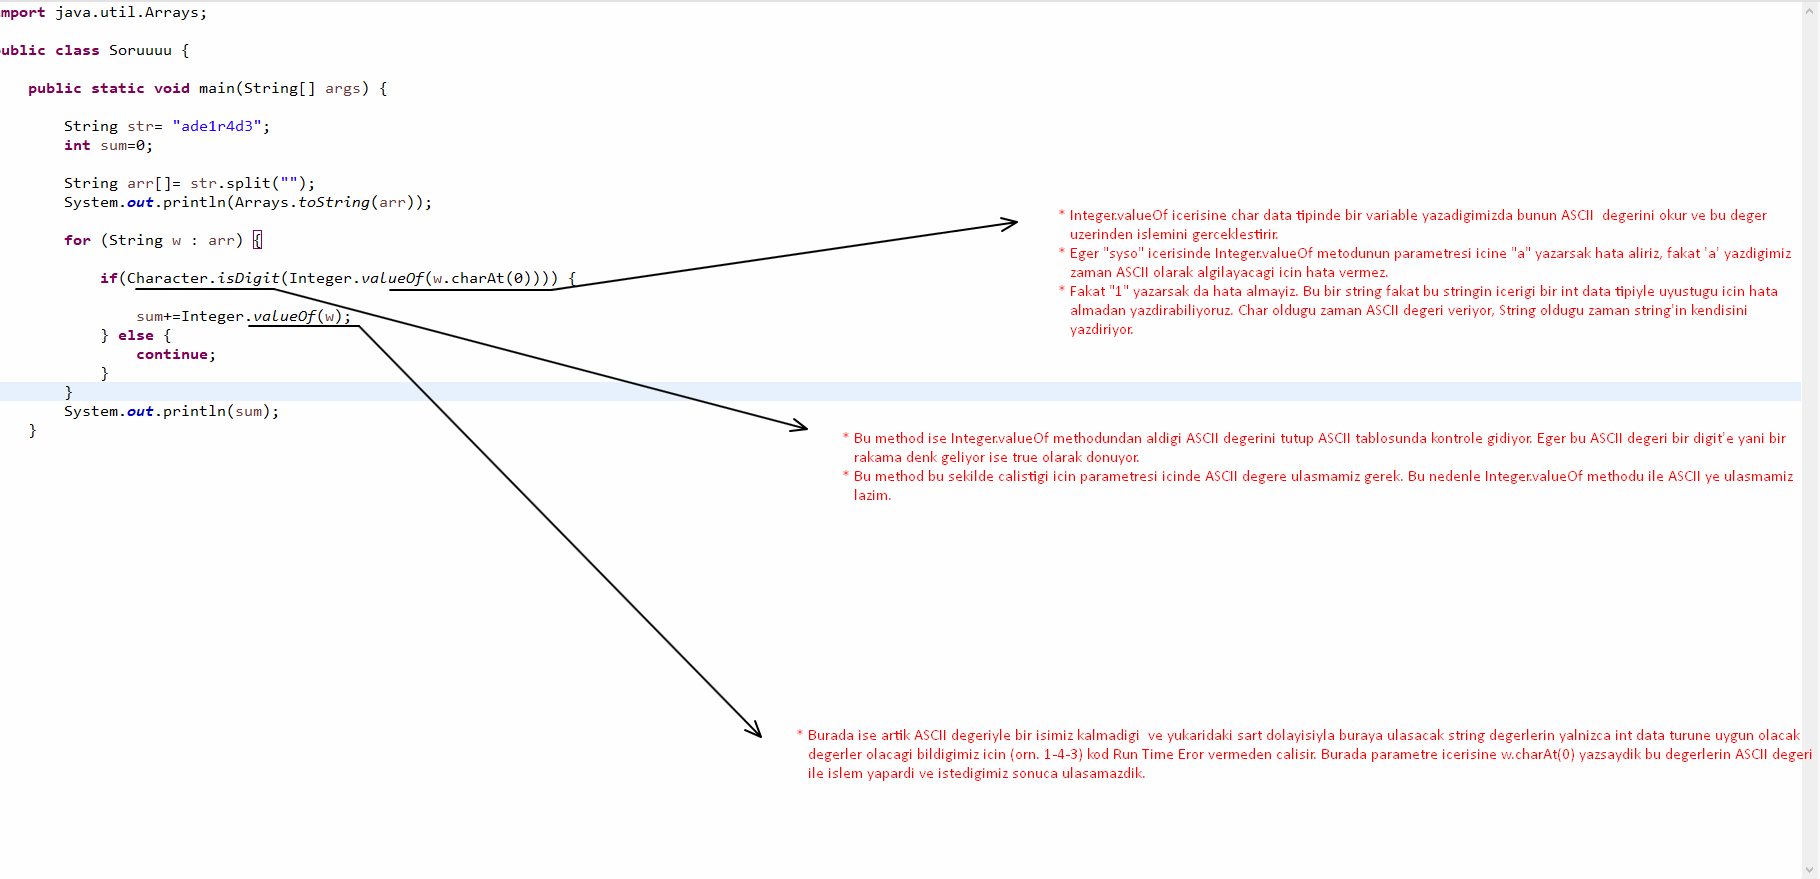 mport java.util.Arrays;
ublic class Soruuuu {
public static void main(String[] args) {
String str= "ade1r4d3";
int sum=0;
String arr[]= str.split("");
System.out.println(Arrays.toString(arr));
for (String w : arr) {
if(Character.isDigit(Integer.valueOf(w.charAt(0)))) {
sum+=Integer.valueOf(w);
} else {
continue;
}
}
System.out.println(sum);
}
* Integer.valueOf icerisine char data tipinde bir variable yazadigimizda bunun ASCII degerini okur ve bu deger
uzerinden islemini gerceklestirir.
* Eger "syso" icerisinde Integer.valueOf metodunun parametresi icine "a" yazarsak hata aliriz, fakat 'a' yazdigimiz
zaman ASCII olarak algilayacagi icin hata vermez.
* Fakat "1" yazarsak da hata almayiz. Bu bir string fakat bu stringin icerigi bir int data tipiyle uyustugu icin hata
almadan yazdirabiliyoruz. Char oldugu zaman ASCII degeri veriyor, String oldugu zaman string'in kendisini
yazdiriyor.
* Bu method ise Integer.valueOf methodundan aldigi ASCII degerini tutup ASCII tablosunda kontrole gidiyor. Eger bu ASCII degeri bir digit'e yani bir
rakama denk geliyor ise true olarak donuyor.
* Bu method bu sekilde calistigi icin parametresi icinde ASCII degere ulasmamiz gerek. Bu nedenle Integer.valueOf methodu ile ASCII ye ulasmamiz
lazim.
* Burada ise artik ASCII degeriyle bir isimiz kalmadigi ve yukaridaki sart dolayisiyla buraya ulasacak string degerlerin yalnizca int data turune uygun olacak
degerler olacagi bildigimiz icin (orn. 1-4-3) kod Run Time Eror vermeden calisir. Burada parametre icerisine w.charAt(0) yazsaydik bu degerlerin ASCII degeri
ile islem yapardi ve istedigimiz sonuca ulasamazdik.